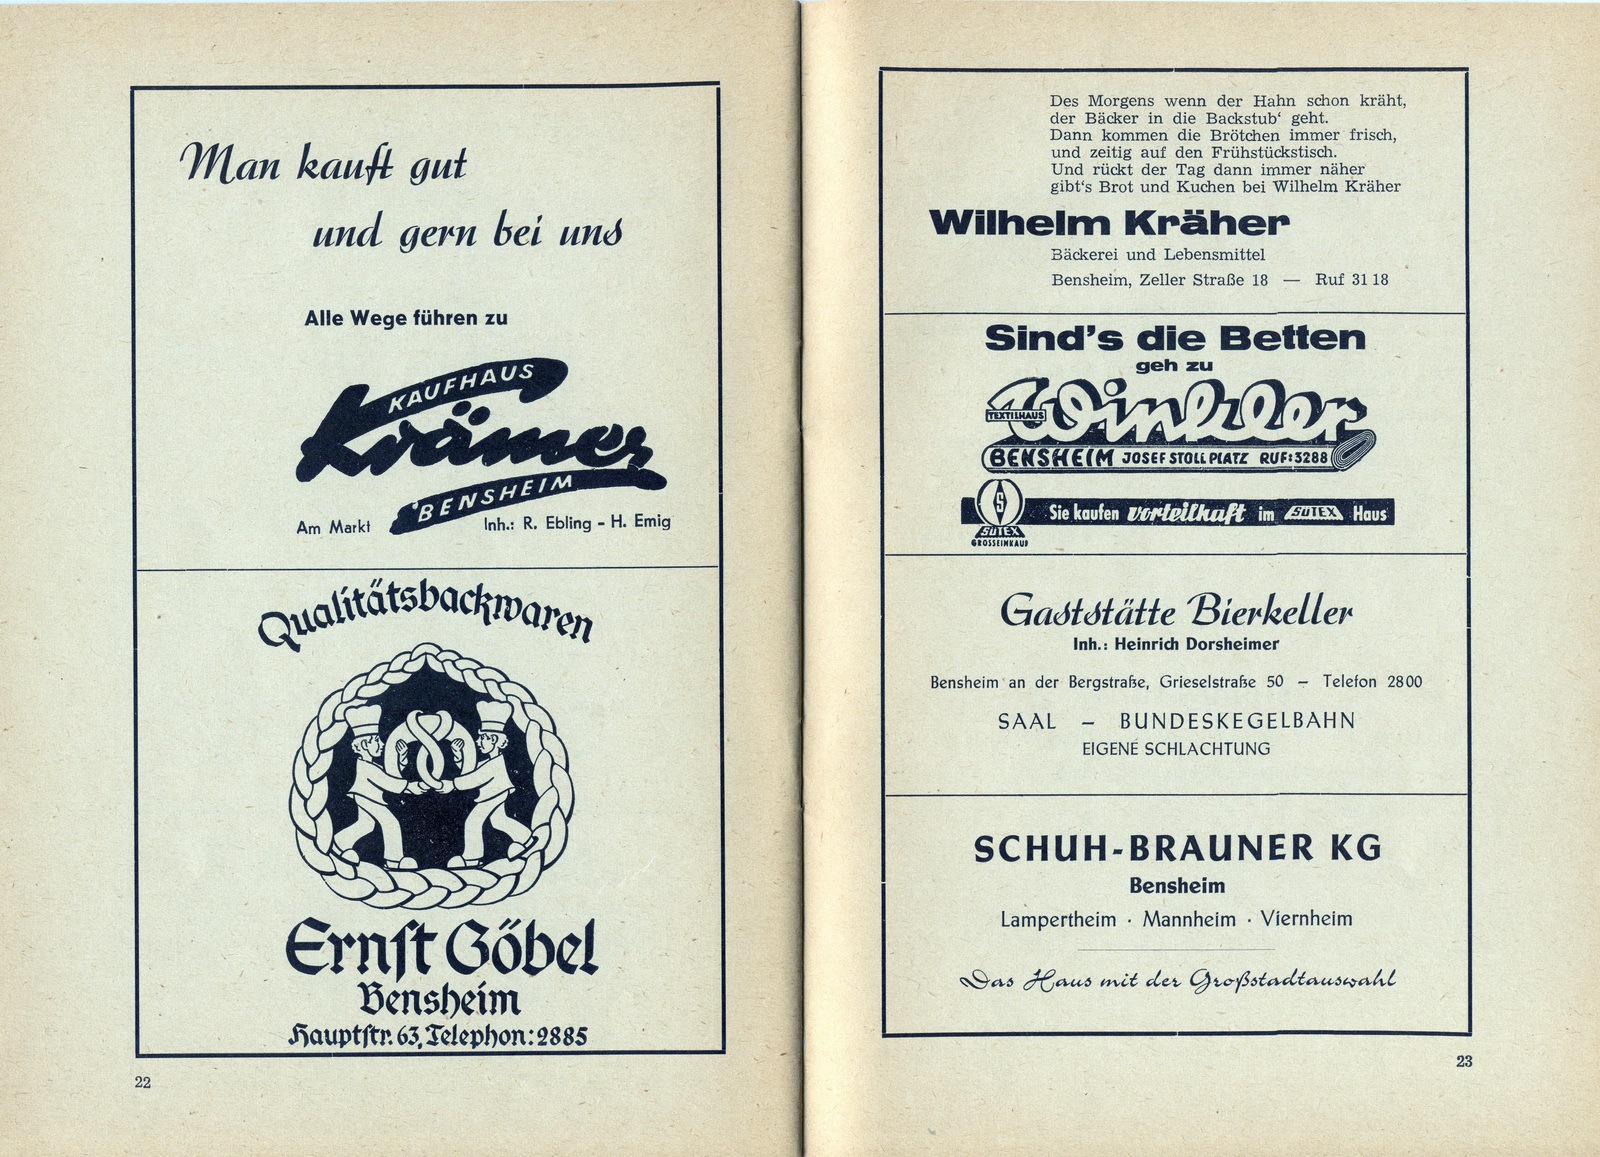 Man kauft gut
und gern bei uns
Alle Wege führen zu
KAUFHAUS
Krämer
BENSHEIM
Am Markt
Inh.: R. Ebling - H. Emig
Qualitätsbackwaren
Ernst Göbel
Bensheim
Hauptstr. 63, Telephon: 2885
22
Des Morgens wenn der Hahn schon kräht,
der Bäcker in die Backstub' geht.
Dann kommen die Brötchen immer frisch,
und zeitig auf den Frühstückstisch.
Und rückt der Tag dann immer näher
gibt's Brot und Kuchen bei Wilhelm Kräher
Wilhelm Kräher
Bäckerei und Lebensmittel
Bensheim, Zeller Straße 18 — Ruf 31 18
Sind's die Betten
geh zu
TEXTILHAUS
Winkler
BENSHEIM JOSEF STOLL PLATZ RUF: 3288
S
SÜTEX
GROSSEINKAUF
Sie kaufen vorteilhaft im SÜTEX Haus
Gaststätte Bierkeller
Inh.: Heinrich Dorsheimer
Bensheim an der Bergstraße, Grieselstraße 50 – Telefon 2800
SAAL – BUNDESKEGELBAHN
EIGENE SCHLACHTUNG
SCHUH-BRAUNER KG
Bensheim
Lampertheim · Mannheim · Viernheim
Das Haus mit der Großstadtauswahl
23